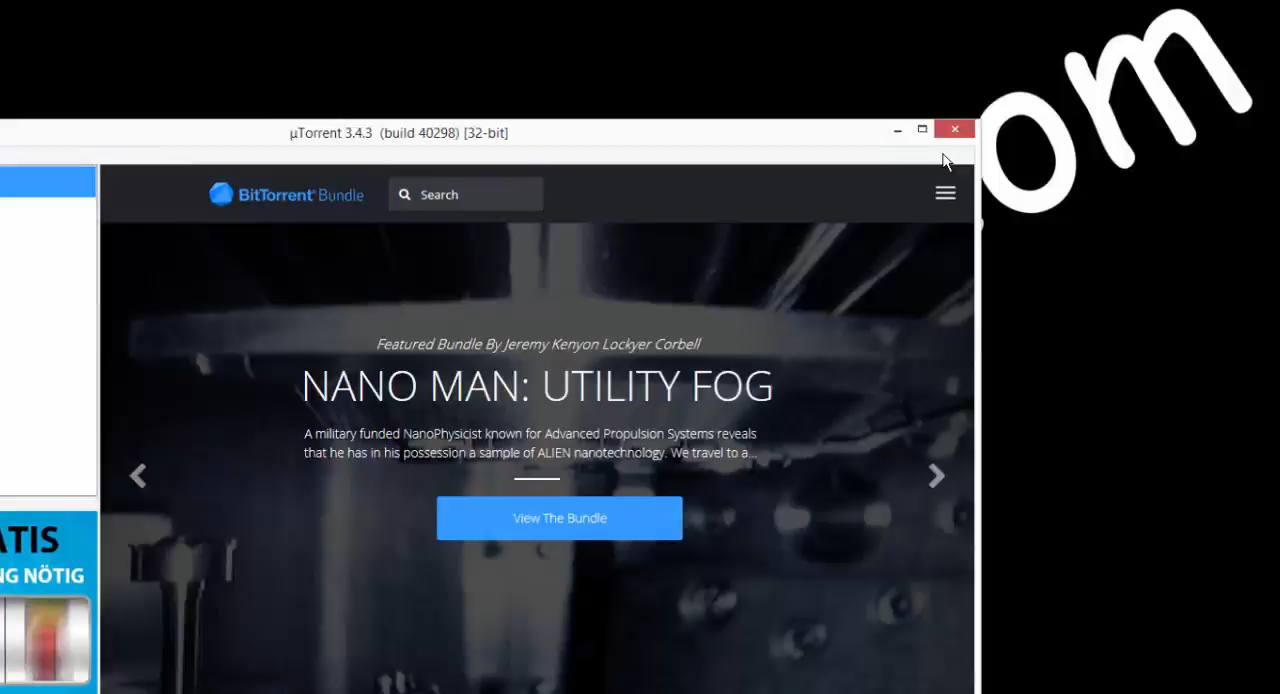 om
µTorrent 3.4.3 (build 40298) [32-bit]
BitTorrent® Bundle
Search
Featured Bundle By Jeremy Kenyon Lockyer Corbell
NANO MAN: UTILITY FOG
A military funded NanoPhysicist known for Advanced Propulsion Systems reveals
that he has in his possession a sample of ALIEN nanotechnology. We travel to a...
View The Bundle
ATIS
NG NÖTIG